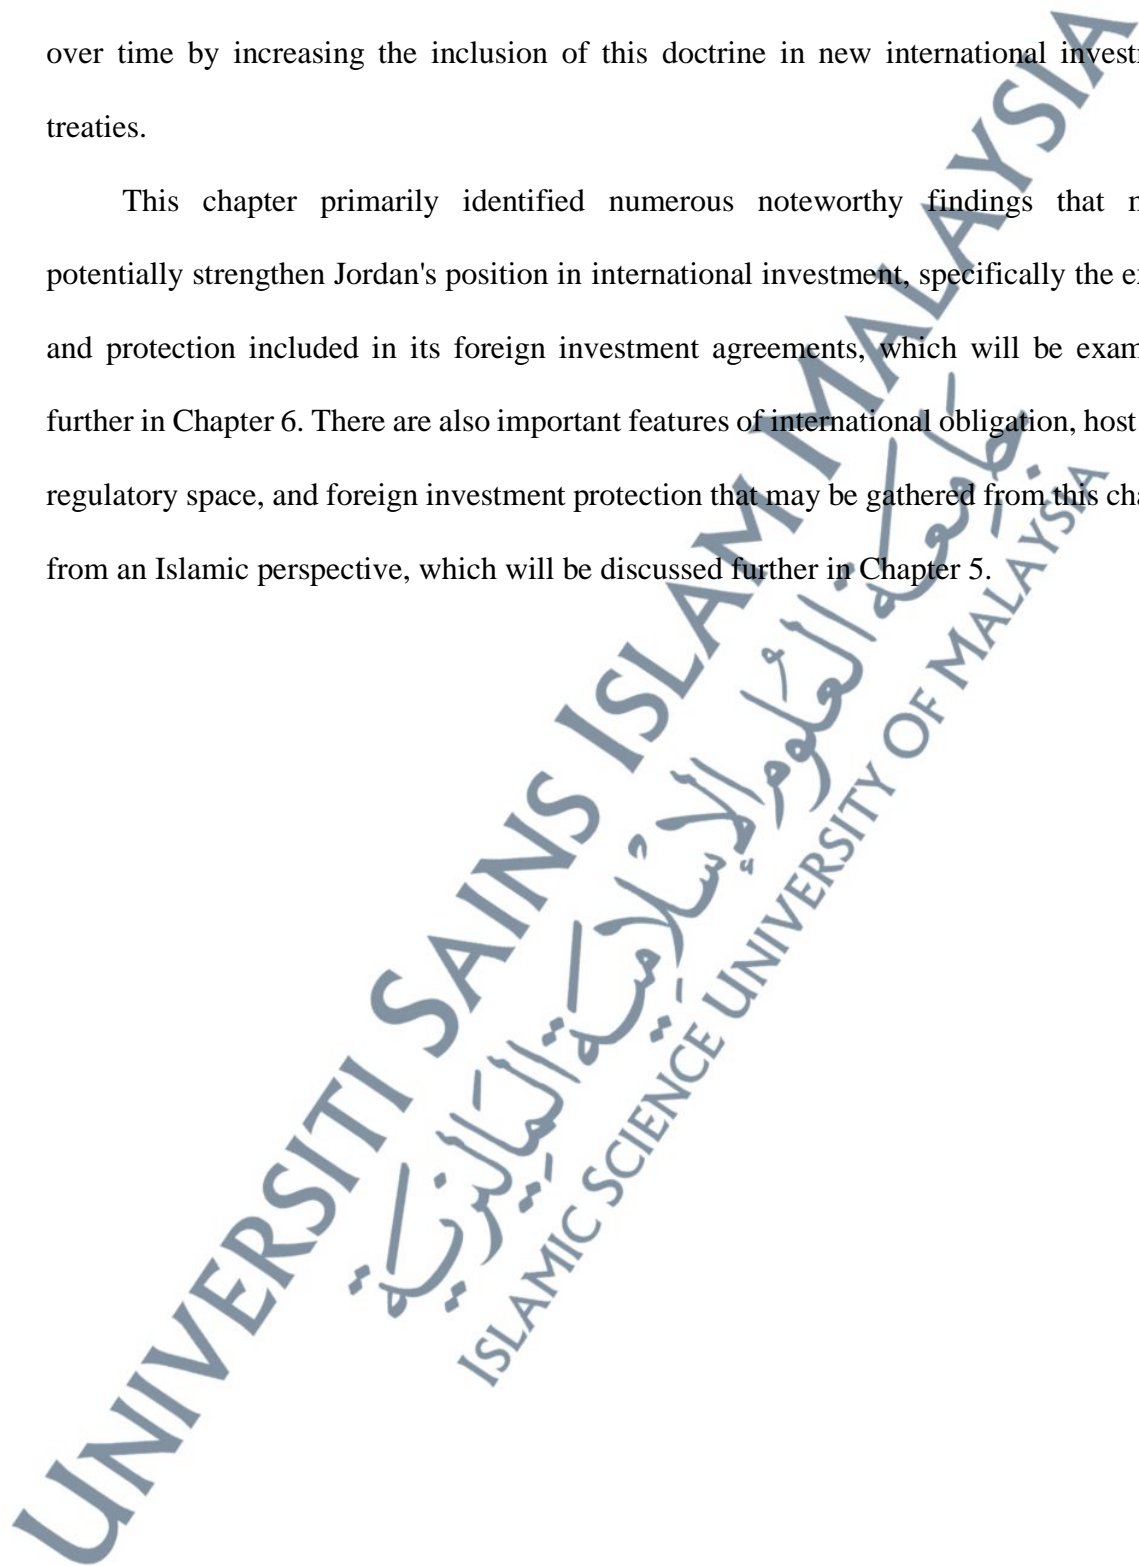 over time by increasing the inclusion of this doctrine in new international invest
treaties.
This chapter primarily identified numerous noteworthy findings that m
potentially strengthen Jordan's position in international investment, specifically the e
and protection included in its foreign investment agreements, which will be exam
further in Chapter 6. There are also important features of international obligation, host
regulatory space, and foreign investment protection that may be gathered from this cha
from an Islamic perspective, which will be discussed further in Chapter 5.
UNIVERSITI SAINS ISLAM MALAYSIA
جامعة العلوم الإسلامية الماليزية
ISLAMIC SCIENCE UNIVERSITY OF MALAYSIA